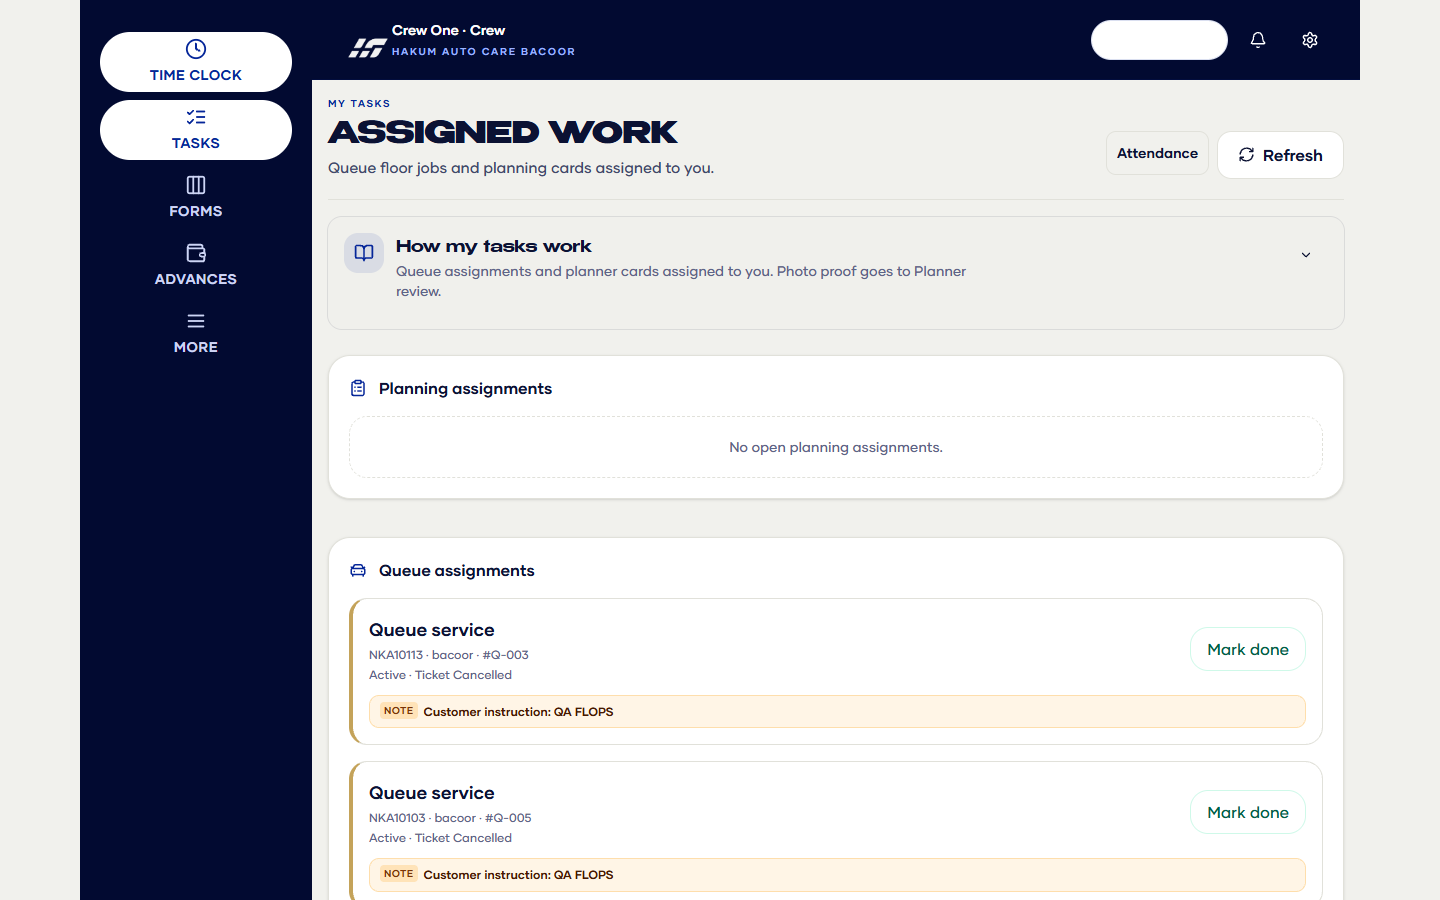 TIME CLOCK
TASKS
FORMS
ADVANCES
MORE
Crew One · Crew
HAKUM AUTO CARE BACOOR
MY TASKS
ASSIGNED WORK
Queue floor jobs and planning cards assigned to you.
Attendance
Refresh
How my tasks work
Queue assignments and planner cards assigned to you. Photo proof goes to Planner
review.
Planning assignments
No open planning assignments.
Queue assignments
Queue service
NKA10113 · bacoor · #Q-003
Active · Ticket Cancelled
Mark done
NOTE Customer instruction: QA FLOPS
Queue service
NKA10103 · bacoor · #Q-005
Active · Ticket Cancelled
Mark done
NOTE Customer instruction: QA FLOPS